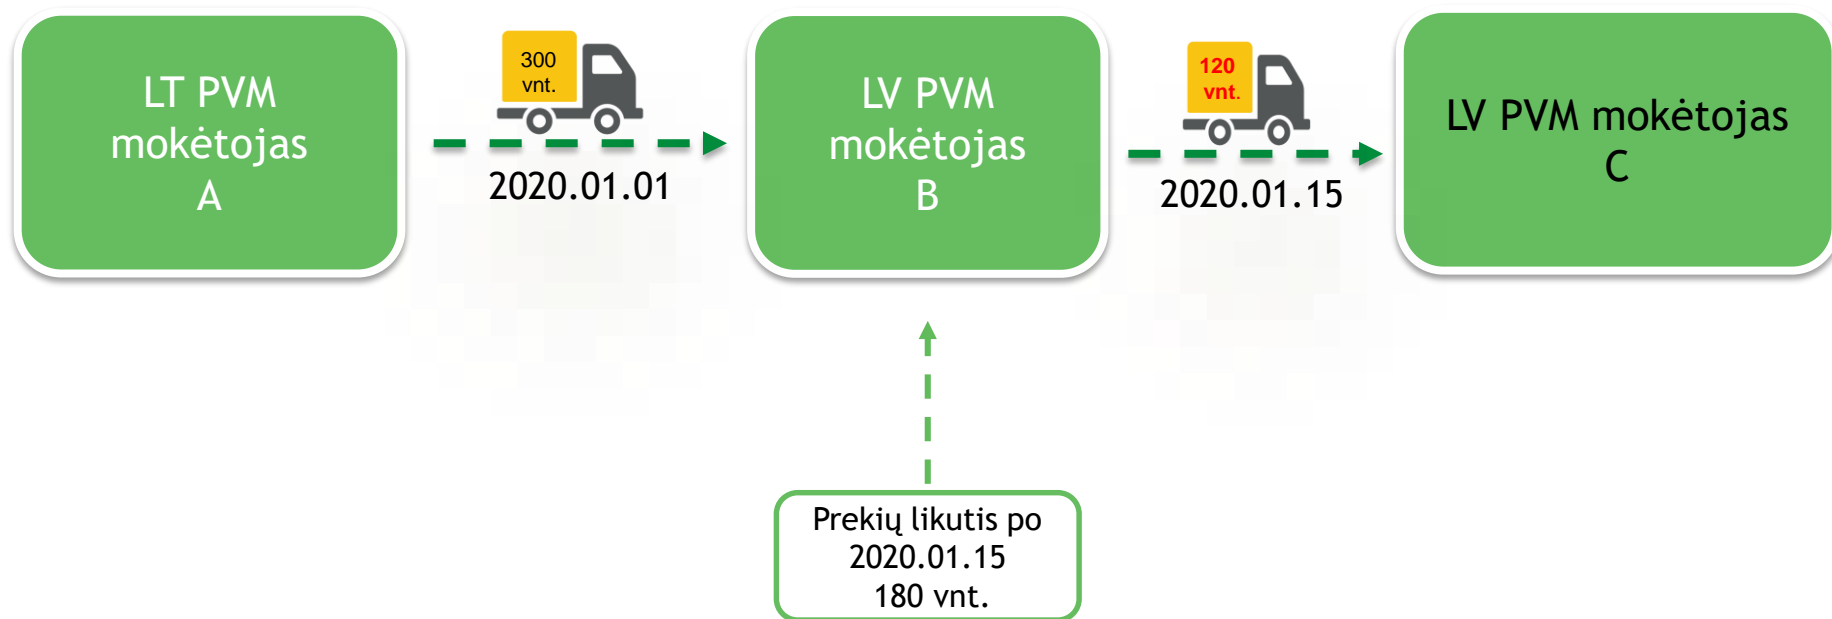 LT PVM
mokėtojas
A
300
vnt.
2020.01.01
LV PVM
mokėtojas
B
120
vnt.
2020.01.15
LV PVM mokėtojas
C
Prekių likutis po
2020.01.15
180 vnt.